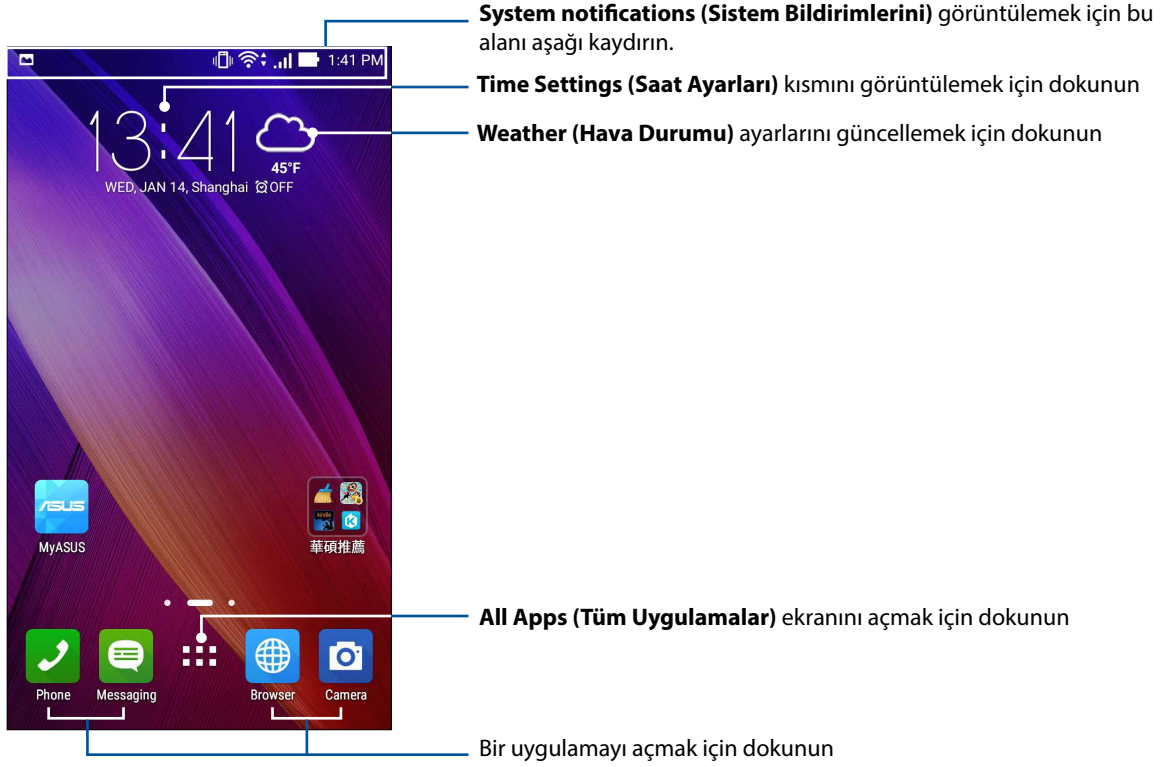 System notifications (Sistem Bildirimlerini) görüntülemek için bu
alanı aşağı kaydırın.
1:41 PM
Time Settings (Saat Ayarları) kısmını görüntülemek için dokunun
13:41
Weather (Hava Durumu) ayarlarını güncellemek için dokunun
45°F
WED, JAN 14, Shanghai OFF
ASUS
kindle
MyASUS
華碩推薦
All Apps (Tüm Uygulamalar) ekranını açmak için dokunun
Phone
Messaging
Browser
Camera
Bir uygulamayı açmak için dokunun